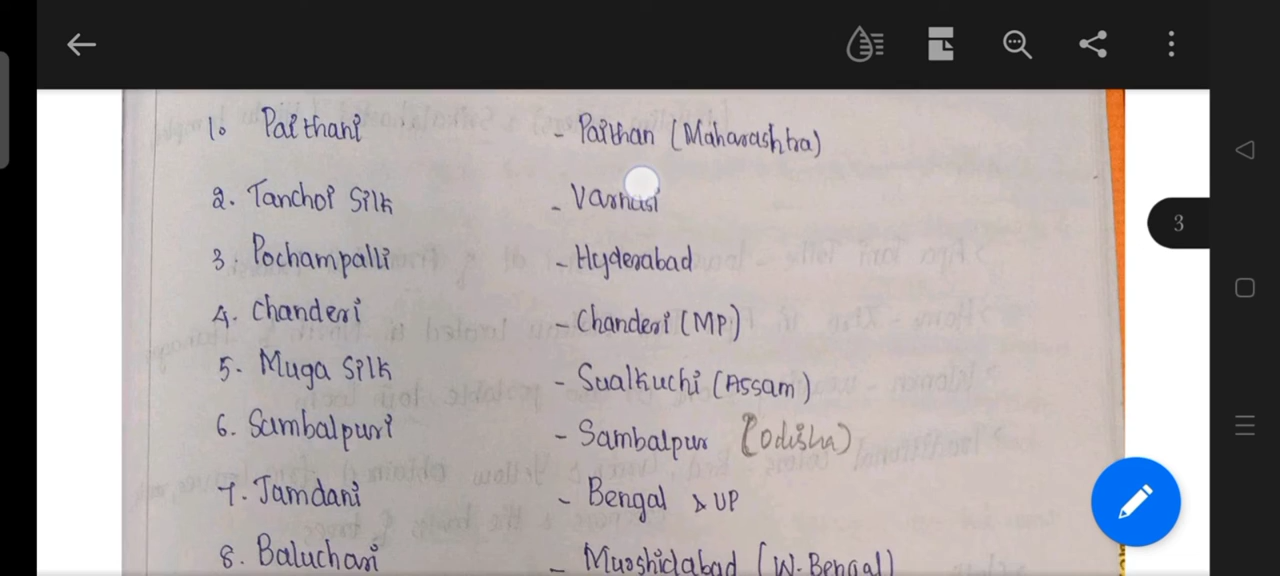 1. Paithani - Paithan (Maharashtra)
2. Tanchoi Silk - Varnasi
3. Pochampalli - Hyderabad
4. Chanderi - Chanderi (MP)
5. Muga Silk - Sualkuchi (Assam)
6. Sambalpuri - Sambalpur (Odisha)
7. Jamdani - Bengal & UP
8. Baluchari - Murshidabad (W. Bengal)
3